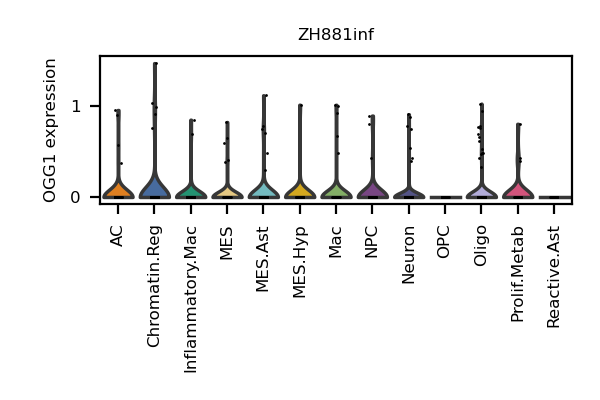 ZH881inf
OGG1 expression
1
0
AC
Chromatin.Reg
Inflammatory.Mac
MES
MES.Ast
MES.Hyp
Mac
NPC
Neuron
OPC
Oligo
Prolif.Metab
Reactive.Ast